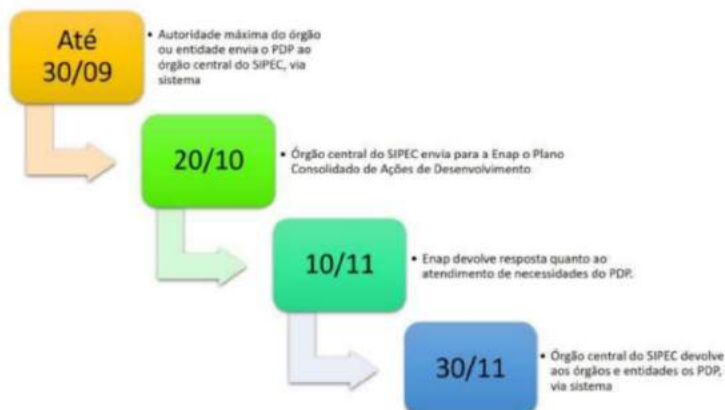 Até
30/09
• Autoridade máxima do órgão
ou entidade envia o PDP ao
órgão central do SIPEC, via
sistema
20/10
• Órgão central do SIPEC envia para a Enap o Plano
Consolidado de Ações de Desenvolvimento
10/11
• Enap devolve resposta quanto ao
atendimento de necessidades do PDP.
30/11
• Órgão central do SIPEC devolve
aos órgãos e entidades os PDP,
via sistema